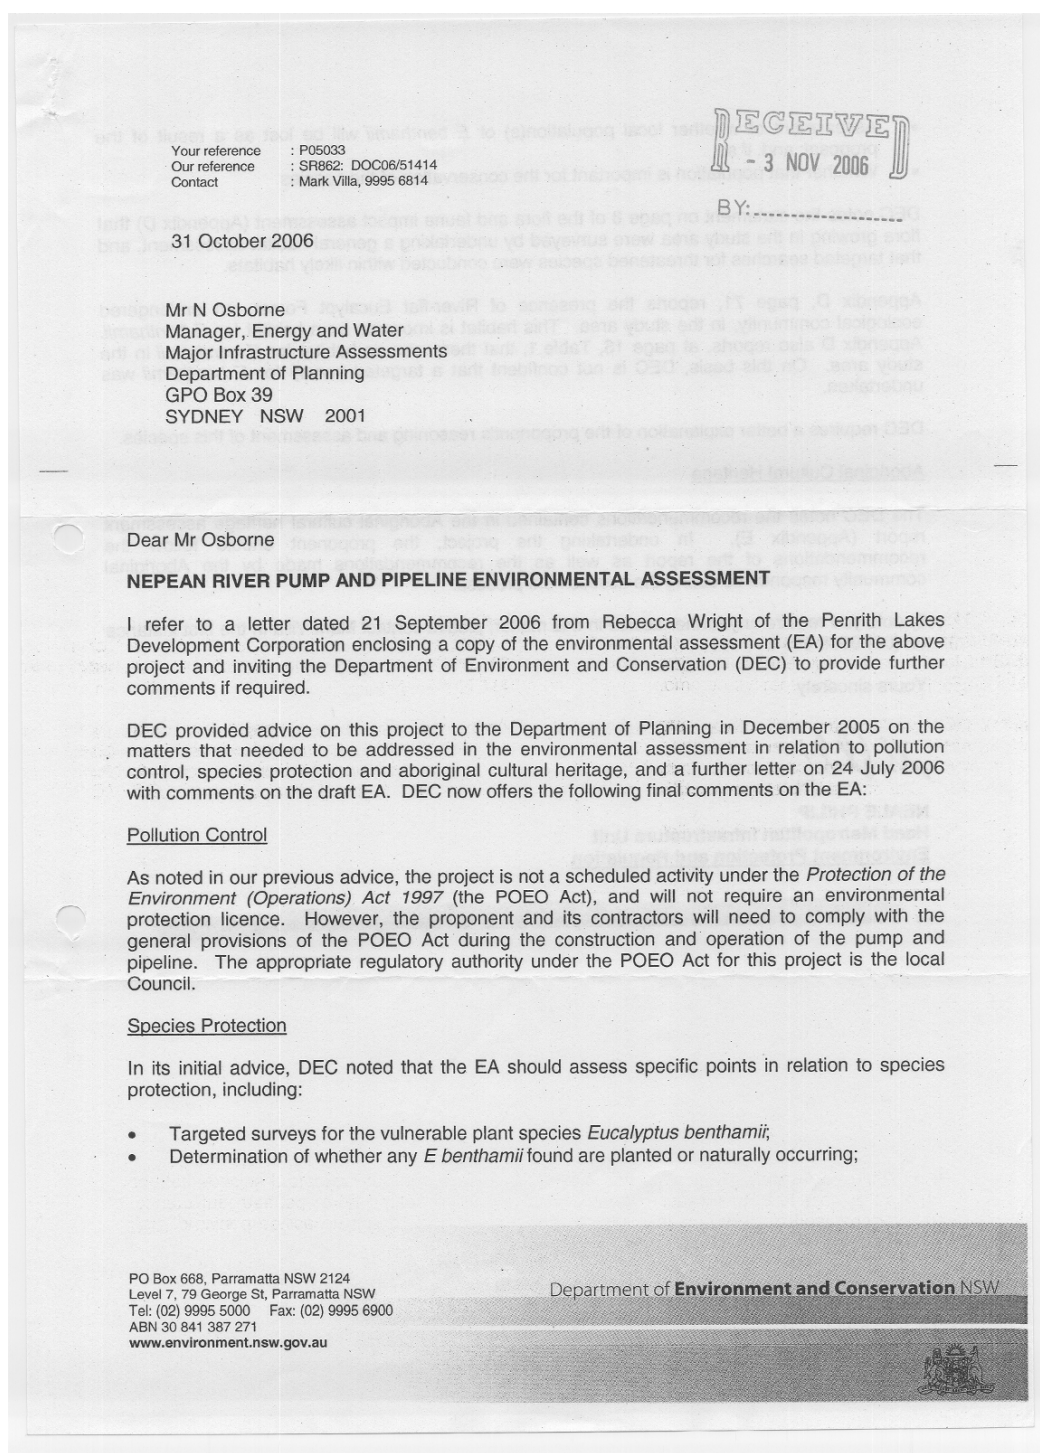 RECEIVED
- 3 NOV 2006
BY:
Your reference : P05033
Our reference : SR862: DOC06/51414
Contact : Mark Villa, 9995 6814
31 October 2006
Mr N Osborne
Manager, Energy and Water
Major Infrastructure Assessments
Department of Planning
GPO Box 39
SYDNEY NSW 2001
Dear Mr Osborne
NEPEAN RIVER PUMP AND PIPELINE ENVIRONMENTAL ASSESSMENT
I refer to a letter dated 21 September 2006 from Rebecca Wright of the Penrith Lakes
Development Corporation enclosing a copy of the environmental assessment (EA) for the above
project and inviting the Department of Environment and Conservation (DEC) to provide further
comments if required.
DEC provided advice on this project to the Department of Planning in December 2005 on the
matters that needed to be addressed in the environmental assessment in relation to pollution
control, species protection and aboriginal cultural heritage, and a further letter on 24 July 2006
with comments on the draft EA. DEC now offers the following final comments on the EA:
Pollution Control
As noted in our previous advice, the project is not a scheduled activity under the Protection of the
Environment (Operations) Act 1997 (the POEO Act), and will not require an environmental
protection licence. However, the proponent and its contractors will need to comply with the
general provisions of the POEO Act during the construction and operation of the pump and
pipeline. The appropriate regulatory authority under the POEO Act for this project is the local
Council.
Species Protection
In its initial advice, DEC noted that the EA should assess specific points in relation to species
protection, including:
• Targeted surveys for the vulnerable plant species Eucalyptus benthamii;
• Determination of whether any E benthamii found are planted or naturally occurring;
PO Box 668, Parramatta NSW 2124
Level 7, 79 George St, Parramatta NSW
Tel: (02) 9995 5000 Fax: (02) 9995 6900
ABN 30 841 387 271
www.environment.nsw.gov.au
Department of Environment and Conservation NSW